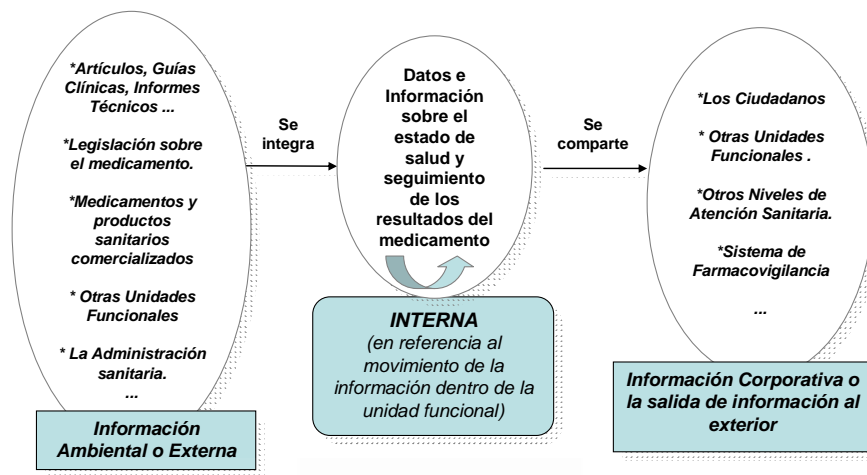 *Artículos, Guías
Clínicas, Informes
Técnicos ...
*Legislación sobre
el medicamento.
*Medicamentos y
productos
sanitarios
comercializados
* Otras Unidades
Funcionales
* La Administración
sanitaria.
...
Información
Ambiental o Externa
Se
integra
Datos e
Información
sobre el
estado de
salud y
seguimiento
de los
resultados del
medicamento
INTERNA
(en referencia al
movimiento de la
información dentro de la
unidad funcional)
Se
comparte
*Los Ciudadanos
* Otras Unidades
Funcionales .
*Otros Niveles de
Atención Sanitaria.
*Sistema de
Farmacovigilancia
...
Información Corporativa o
la salida de información al
exterior